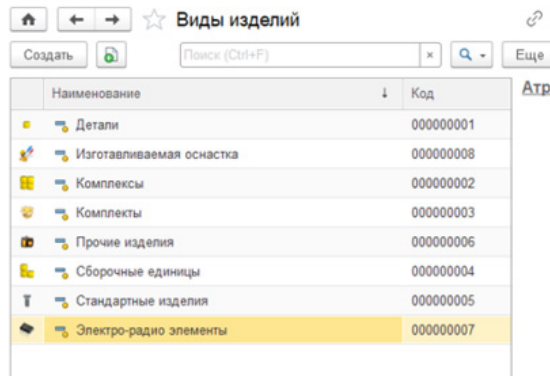 Виды изделий
Создать Поиск (Ctrl+F) × Еще
Наименование ↓ Код Атр
Детали 000000001
Изготавливаемая оснастка 000000008
Комплексы 000000002
Комплекты 000000003
Прочие изделия 000000006
Сборочные единицы 000000004
Стандартные изделия 000000005
Электро-радио элементы 000000007